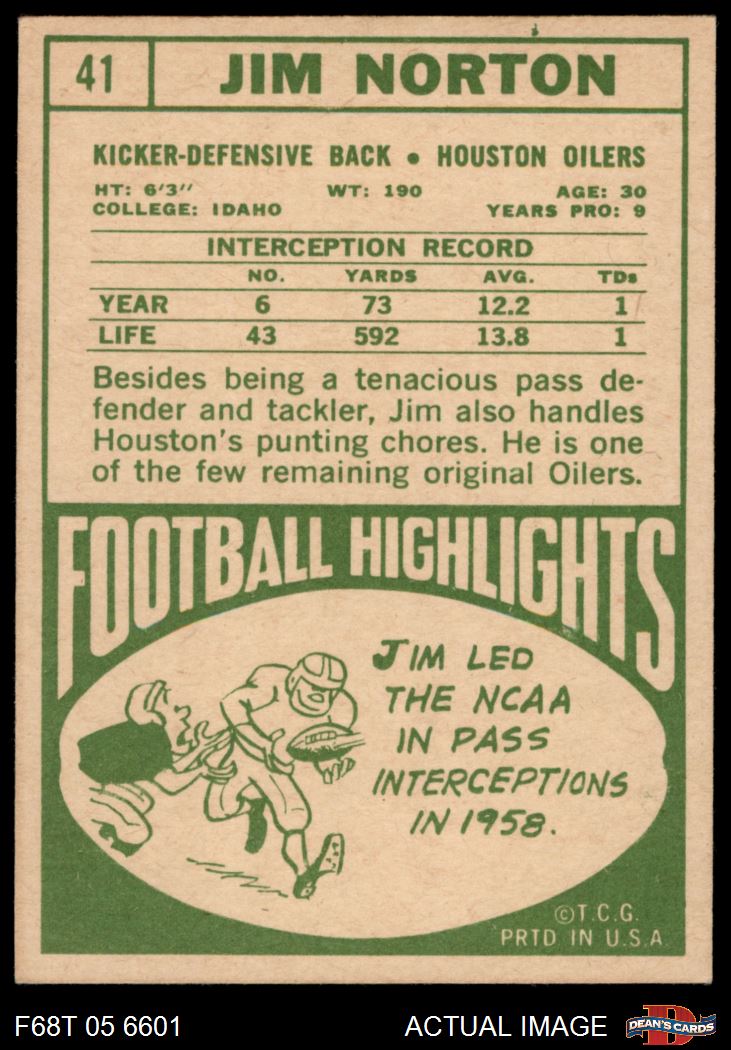 41 JIM NORTON
KICKER-DEFENSIVE BACK • HOUSTON OILERS
HT: 6'3" WT: 190 AGE: 30
COLLEGE: IDAHO YEARS PRO: 9
INTERCEPTION RECORD
NO. YARDS AVG. TDs
YEAR 6 73 12.2 1
LIFE 43 592 13.8 1
Besides being a tenacious pass de-
fender and tackler, Jim also handles
Houston's punting chores. He is one
of the few remaining original Oilers.
FOOTBALL HIGHLIGHTS
JIM LED
THE NCAA
IN PASS
INTERCEPTIONS
IN 1958.
©T.C.G.
PRTD IN U.S.A.
F68T 05 6601 ACTUAL IMAGE D DEAN'S CARDS